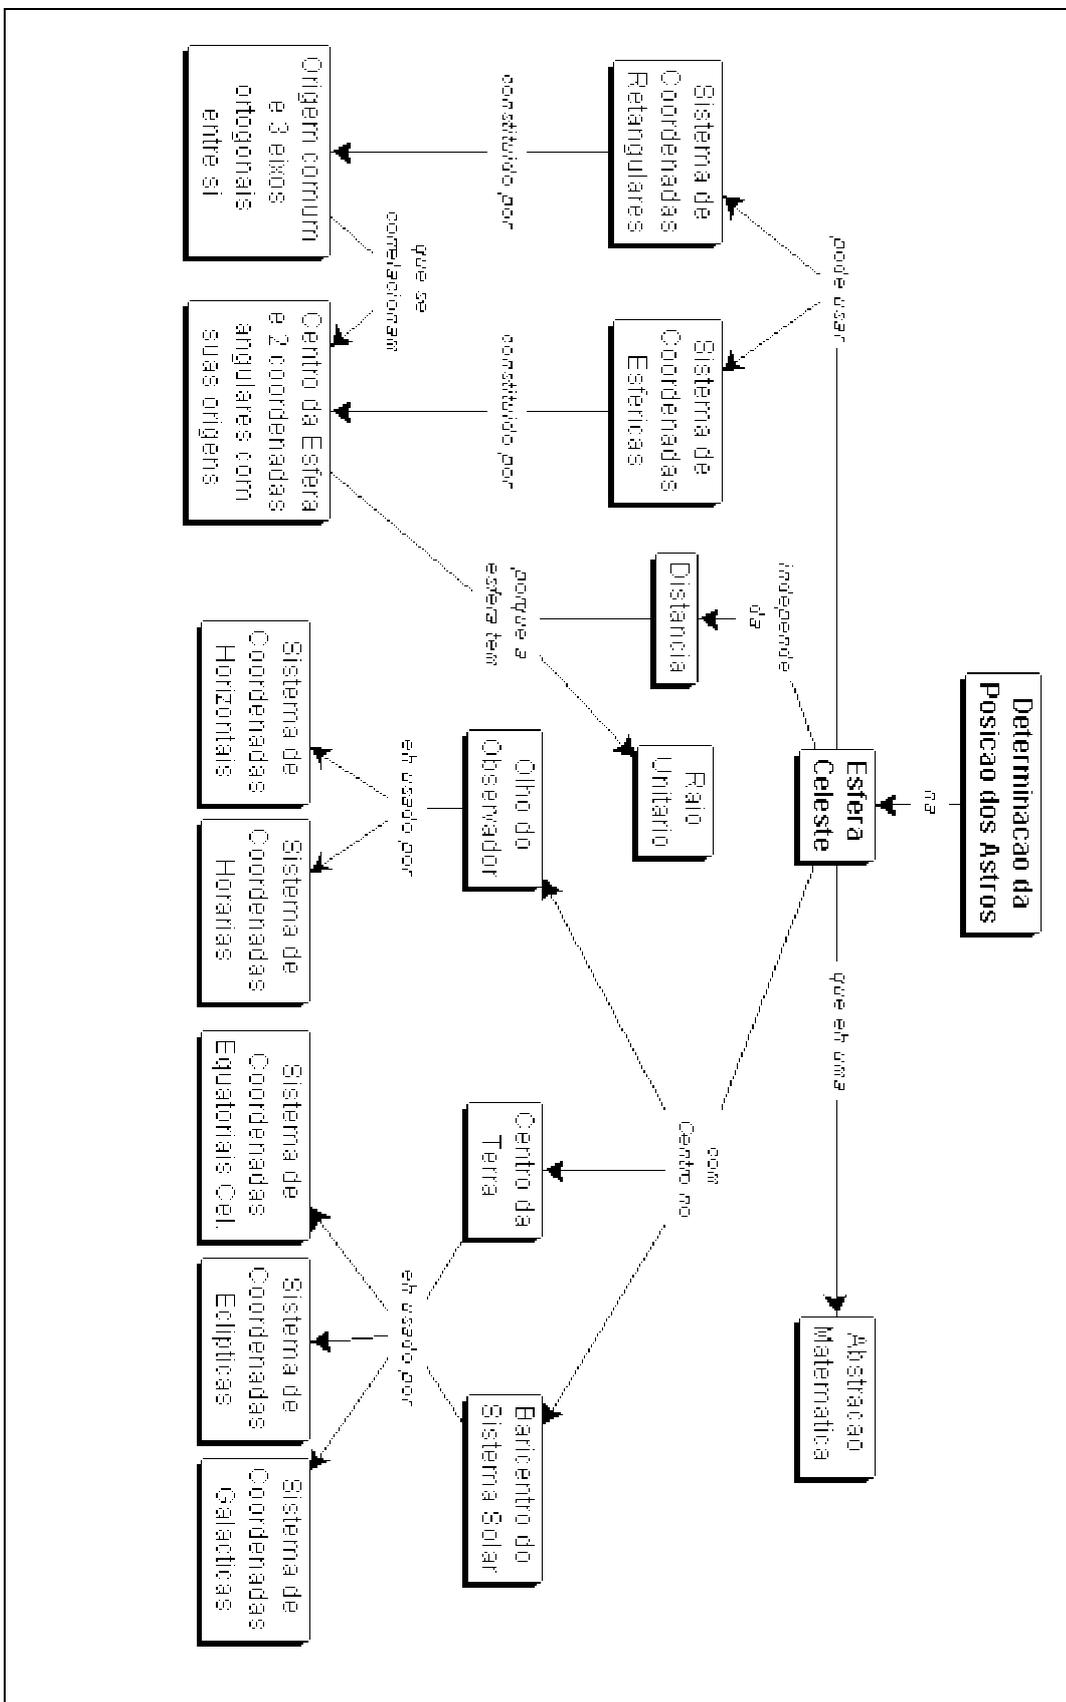 Determinacao da
Posicao dos Astros
na
Esfera
Celeste
pode usar
independe
da
que eh uma
Abstracao
Matematica
Sistema de
Coordenadas
Retangulares
Sistema de
Coordenadas
Esfericas
Distancia
Raio
Unitario
com
Centro no
constituido por
constituido por
porque a
esfera tem
Olho do
Observador
Centro da
Terra
Baricentro do
Sistema Solar
que se
correlacionam
eh usado por
eh usado por
Origem comum
e 3 eixos
ortogonais
entre si
Centro da Esfera
e 2 coordenadas
angulares com
suas origens
Sistema de
Coordenadas
Horizontais
Sistema de
Coordenadas
Horarias
Sistema de
Coordenadas
Equatoriais Cel.
Sistema de
Coordenadas
Eclipticas
Sistema de
Coordenadas
Galacticas